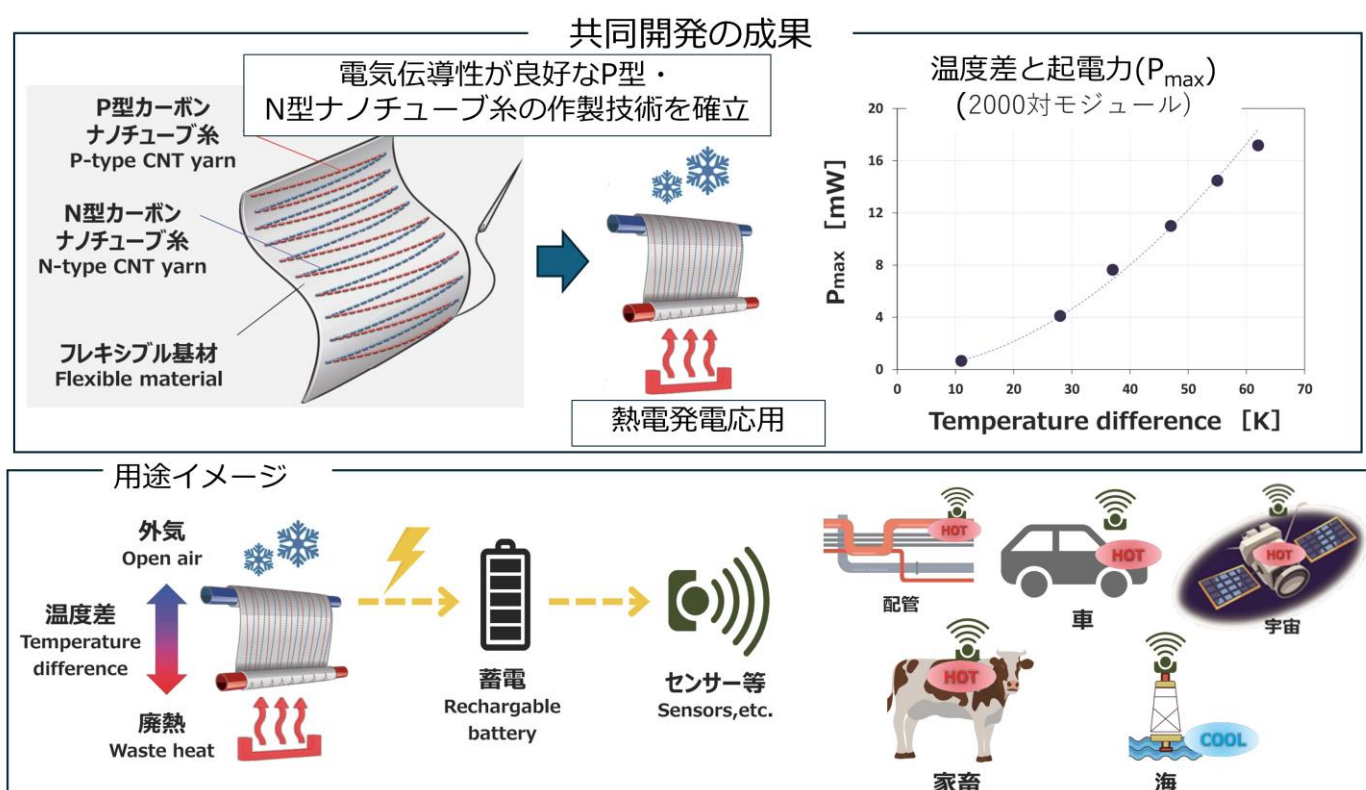 共同開発の成果
電気伝導性が良好なP型・
N型ナノチューブ糸の作製技術を確立
P型カーボン
ナノチューブ糸
P-type CNT yarn
N型カーボン
ナノチューブ糸
N-type CNT yarn
フレキシブル基材
Flexible material
熱電発電応用
温度差と起電力(Pmax)
(2000対モジュール)
20
16
12
8
4
0
Pmax [mW]
0 10 20 30 40 50 60 70
Temperature difference [K]
用途イメージ
外気
Open air
温度差
Temperature
difference
廃熱
Waste heat
蓄電
Rechargable
battery
センサー等
Sensors,etc.
HOT
配管
HOT
車
HOT
宇宙
HOT
家畜
COOL
海